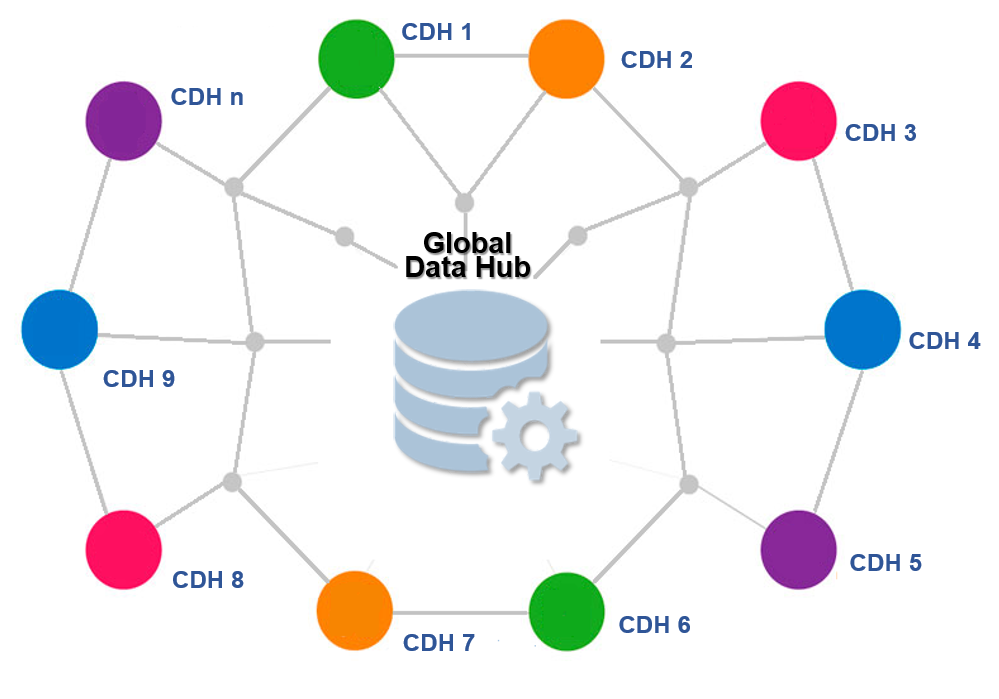 CDH 1
CDH 2
CDH n
CDH 3
Global
Data Hub
CDH 4
CDH 9
CDH 5
CDH 8
CDH 6
CDH 7